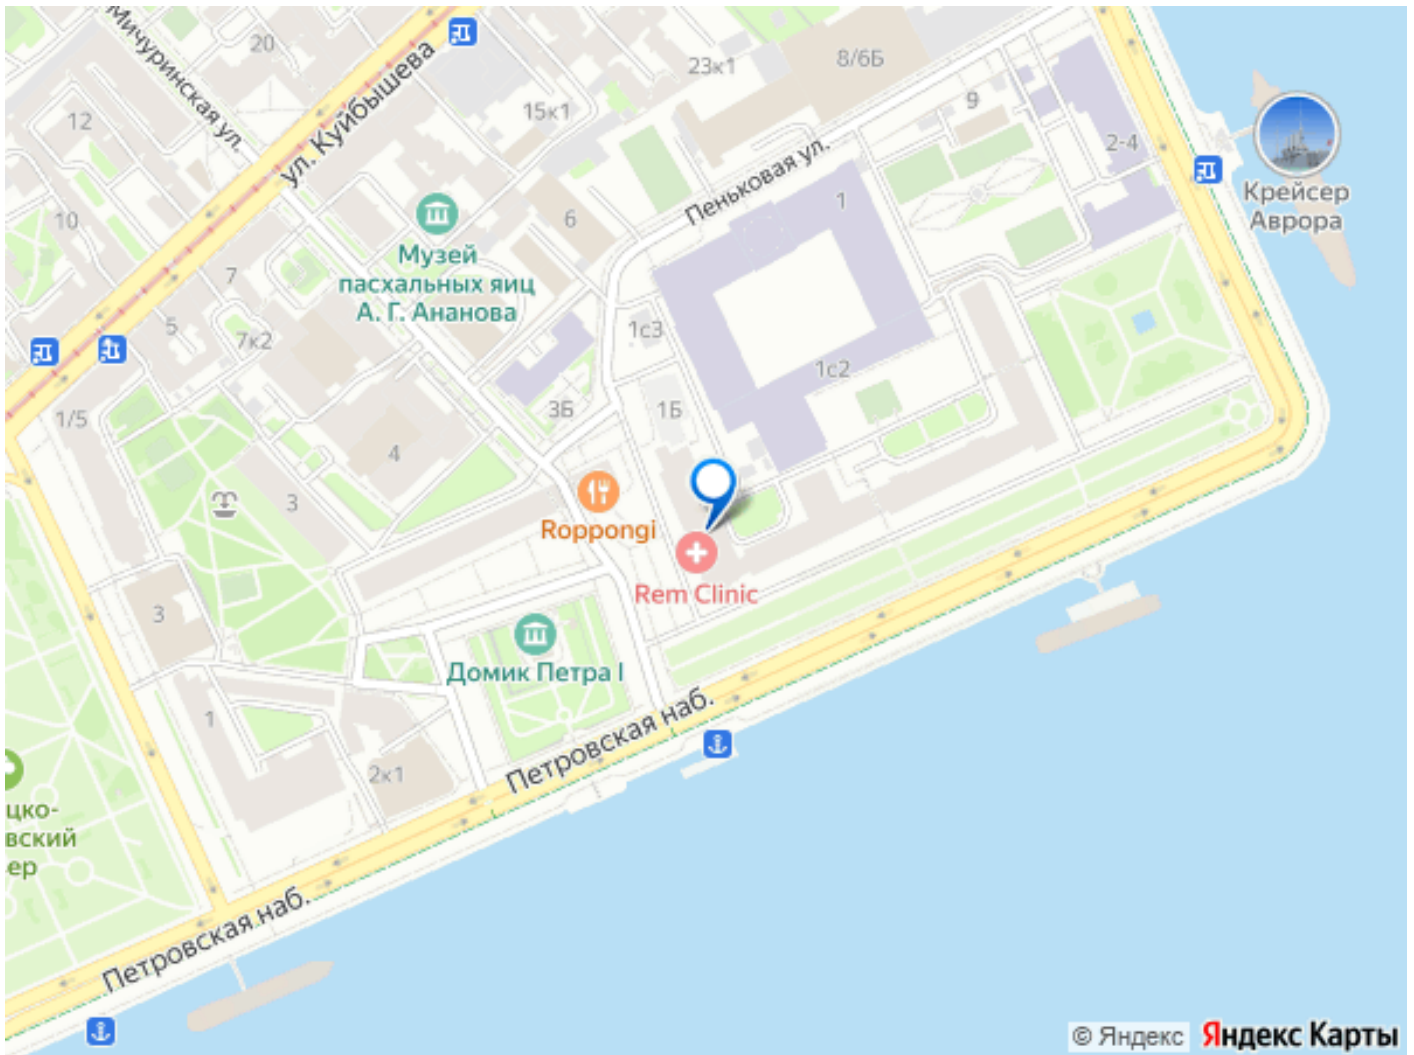 Мичуринская ул.
20
ул. Куйбышева
23к1
8/6Б
15к1
9
12
2-4
Пеньковая ул.
Крейсер
Аврора
1
10
6
Музей
пасхальных яиц
А. Г. Ананова
7
5
7к2
1с3
1с2
1/5
3Б
1Б
4
3
Roppongi
Rem Clinic
3
Домик Петра I
1
2к1
Петровская наб.
цко-
вский
ер
Петровская наб.
© Яндекс Яндекс Карты